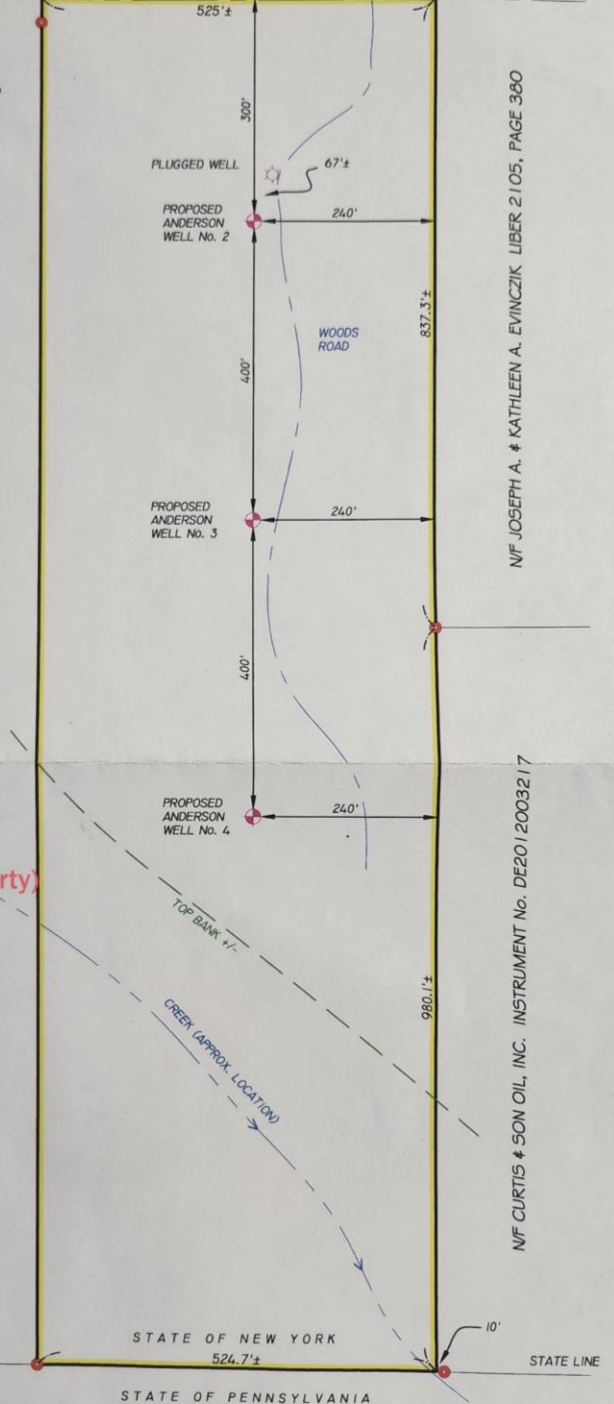 525'±
300'
PLUGGED WELL
67'±
PROPOSED
ANDERSON
WELL No. 2
240'
837.3'±
N/F JOSEPH A. & KATHLEEN A. EVINCZIK LIBER 2105, PAGE 380
WOODS
ROAD
400'
PROPOSED
ANDERSON
WELL No. 3
240'
400'
PROPOSED
ANDERSON
WELL No. 4
240'
rty)
TOP BANK +/-
980.1'±
N/F CURTIS & SON OIL, INC. INSTRUMENT No. DE2012003217
CREEK (APPROX. LOCATION)
10'
STATE OF NEW YORK
524.7'±
STATE LINE
STATE OF PENNSYLVANIA